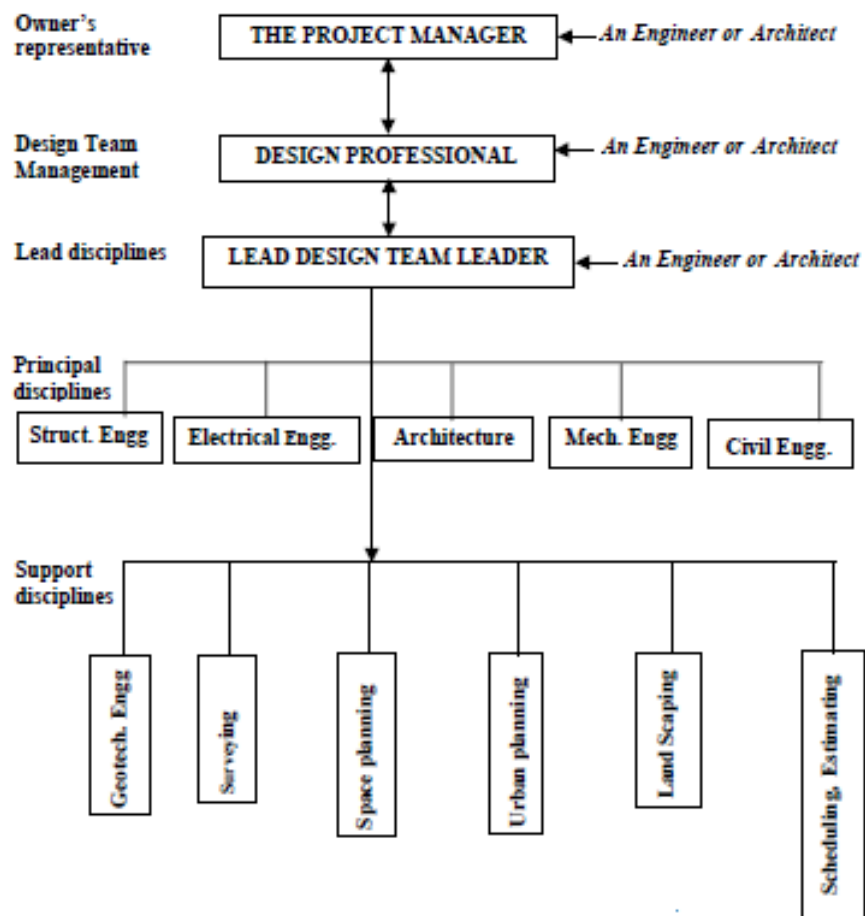 Owner's
representative
THE PROJECT MANAGER
An Engineer or Architect
Design Team
Management
DESIGN PROFESSIONAL
An Engineer or Architect
Lead disciplines
LEAD DESIGN TEAM LEADER
An Engineer or Architect
Principal
disciplines
Struct. Engg
Electrical Engg.
Architecture
Mech. Engg
Civil Engg.
Support
disciplines
Geotech. Engg
Surveying
Space planning
Urban planning
Land Scaping
Scheduling, Estimating